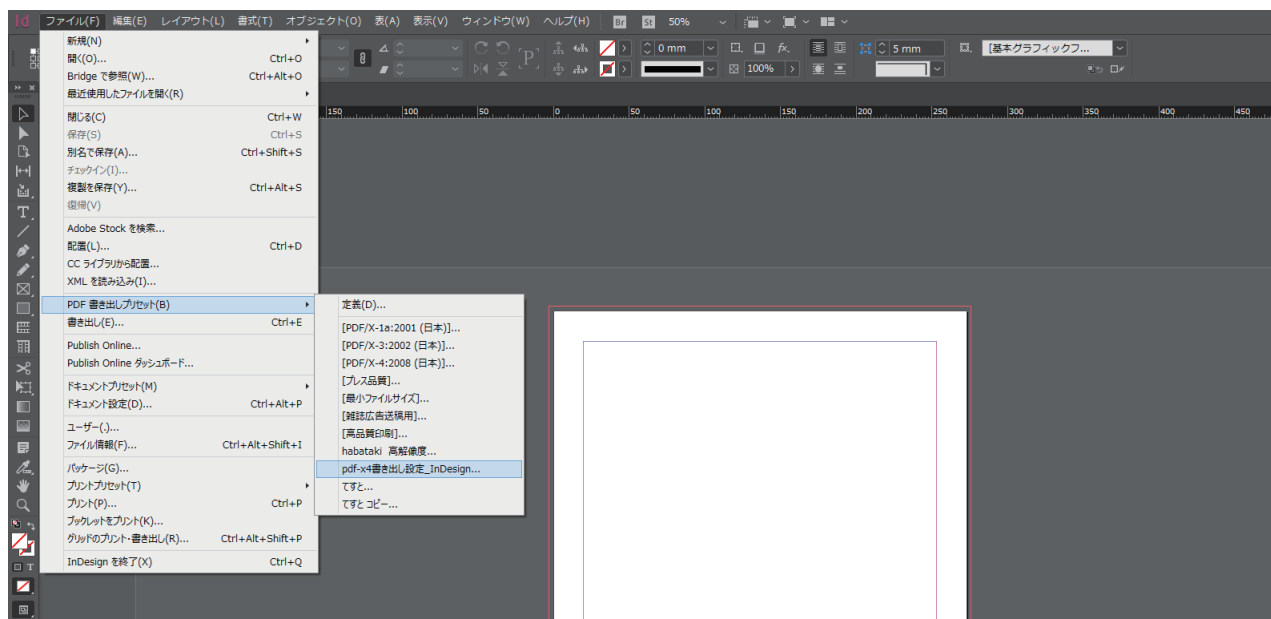 Id ファイル(F) 編集(E) レイアウト(L) 書式(T) オブジェクト(O) 表(A) 表示(V) ウィンドウ(W) ヘルプ(H) Br St 50%
0 mm 5 mm [基本グラフィックフ...
100%
新規(N)
開く(O)... Ctrl+O
Bridge で参照(W)... Ctrl+Alt+O
最近使用したファイルを開く(R)
閉じる(C) Ctrl+W
保存(S) Ctrl+S
別名で保存(A)... Ctrl+Shift+S
チェックイン(I)...
複製を保存(Y)... Ctrl+Alt+S
復帰(V)
Adobe Stock を検索...
配置(L)... Ctrl+D
CC ライブラリから配置...
XML を読み込み(I)...
PDF 書き出しプリセット(B)
書き出し(E)... Ctrl+E
Publish Online...
Publish Online ダッシュボード...
ドキュメントプリセット(M)
ドキュメント設定(D)... Ctrl+Alt+P
ユーザー(.)...
ファイル情報(F)... Ctrl+Alt+Shift+I
パッケージ(G)...
プリントプリセット(T)
プリント(P)... Ctrl+P
ブックレットをプリント(K)...
グリッドのプリント・書き出し(R)... Ctrl+Alt+Shift+P
InDesign を終了(X) Ctrl+Q
定義(D)...
[PDF/X-1a:2001 (日本)]...
[PDF/X-3:2002 (日本)]...
[PDF/X-4:2008 (日本)]...
[プレス品質]...
[最小ファイルサイズ]...
[雑誌広告送稿用]...
[高品質印刷]...
habataki 高解像度...
pdf-x4書き出し設定_InDesign...
てすと...
てすと コピー...
150 100 50 0 50 100 150 200 250 300 350 400 450